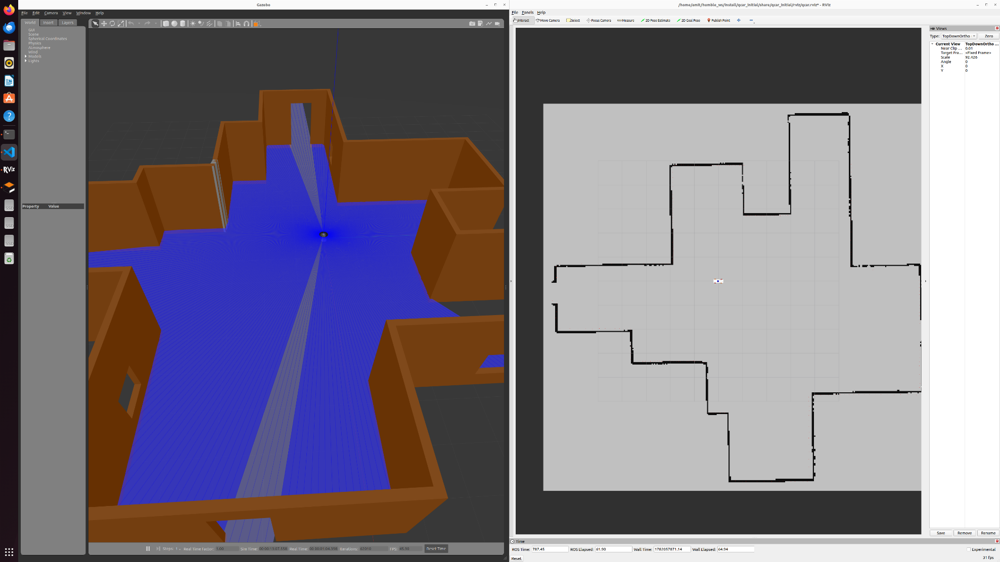 Gazebo
File Edit Camera View Window Help
World Insert Layers
GUI
Scene
Spherical Coordinates
Physics
Atmosphere
Wind
Models
Lights
Property Value
Steps: 1 Real Time Factor: 1.00 Sim Time: 00 00:13:07.558 Real Time: 00 00:01:04.398 Iterations: 62010 FPS: 45.90 Reset Time
RViz
SSD
SSD
SSD
/home/amit/humble_ws/install/qcar_initial/share/qcar_initial/rviz/qcar.rviz* - RViz
File Panels Help
Interact Move Camera Select Focus Camera Measure 2D Pose Estimate 2D Goal Pose Publish Point
Views
Type: TopDownOrtho Zero
Current View TopDownOrtho ...
Near Clip ... 0.01
Target Fra... <Fixed Frame>
Scale 92.426
Angle 0
X 0
Y 0
Save Remove Rename
Time
ROS Time: 787.45 ROS Elapsed: 61.90 Wall Time: 1782057871.14 Wall Elapsed: 64.94 Experimental
Reset 31 fps